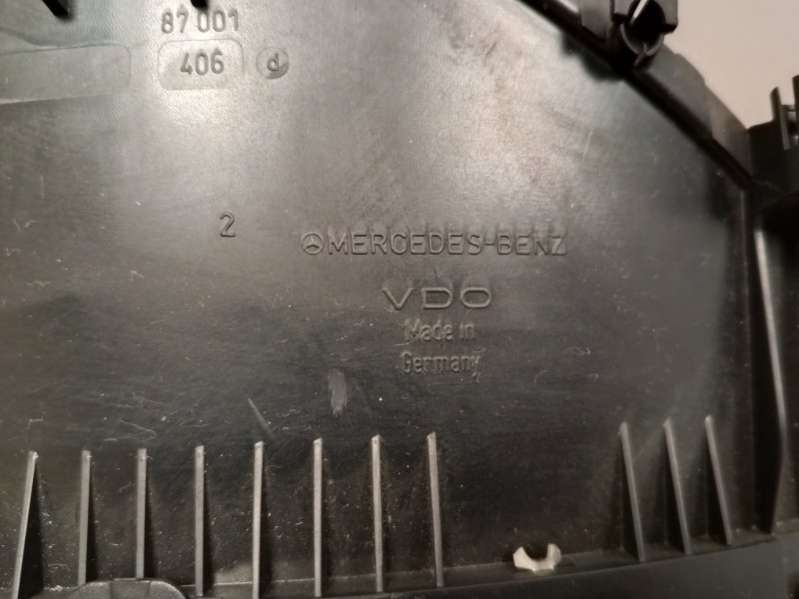 87 001
406
2
MERCEDES-BENZ
VDO
Made in
Germany